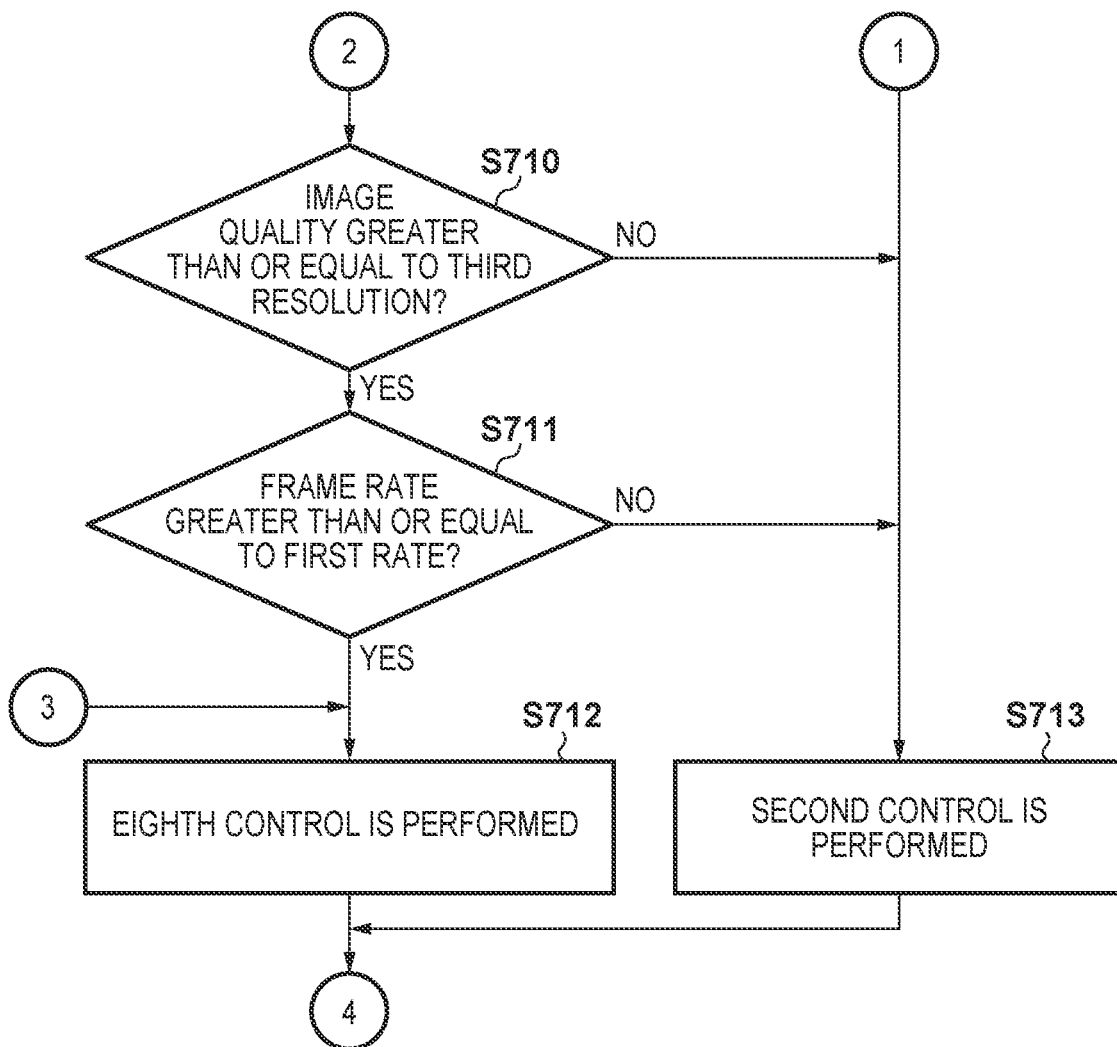 2
1
S710
IMAGE
QUALITY GREATER
THAN OR EQUAL TO THIRD
RESOLUTION?
NO
YES
S711
FRAME RATE
GREATER THAN OR EQUAL
TO FIRST RATE?
NO
YES
3
S712
EIGHTH CONTROL IS PERFORMED
S713
SECOND CONTROL IS
PERFORMED
4